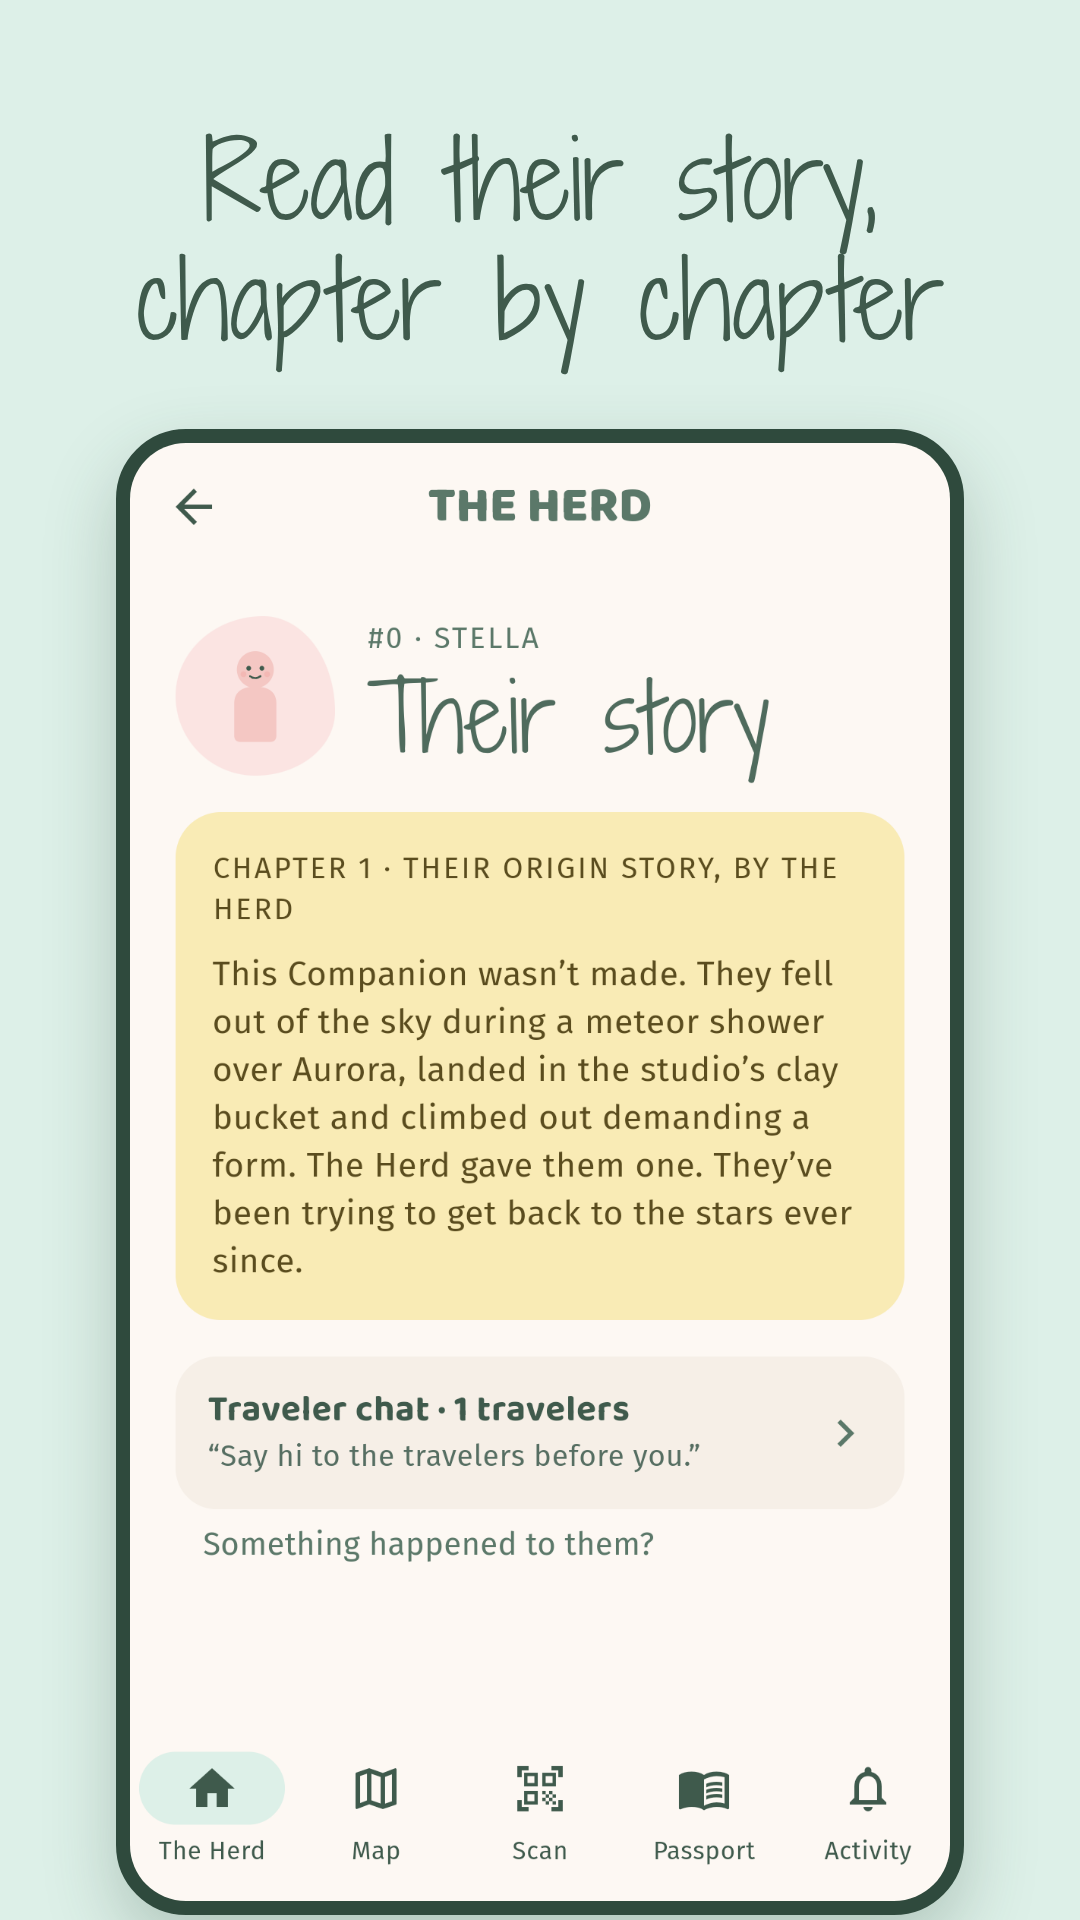 Read their story,
chapter by chapter
THE HERD
#0 · STELLA
Their story
CHAPTER 1 · THEIR ORIGIN STORY, BY THE
HERD
This Companion wasn’t made. They fell
out of the sky during a meteor shower
over Aurora, landed in the studio’s clay
bucket and climbed out demanding a
form. The Herd gave them one. They’ve
been trying to get back to the stars ever
since.
Traveler chat · 1 travelers
“Say hi to the travelers before you.”
Something happened to them?
The Herd
Map
Scan
Passport
Activity